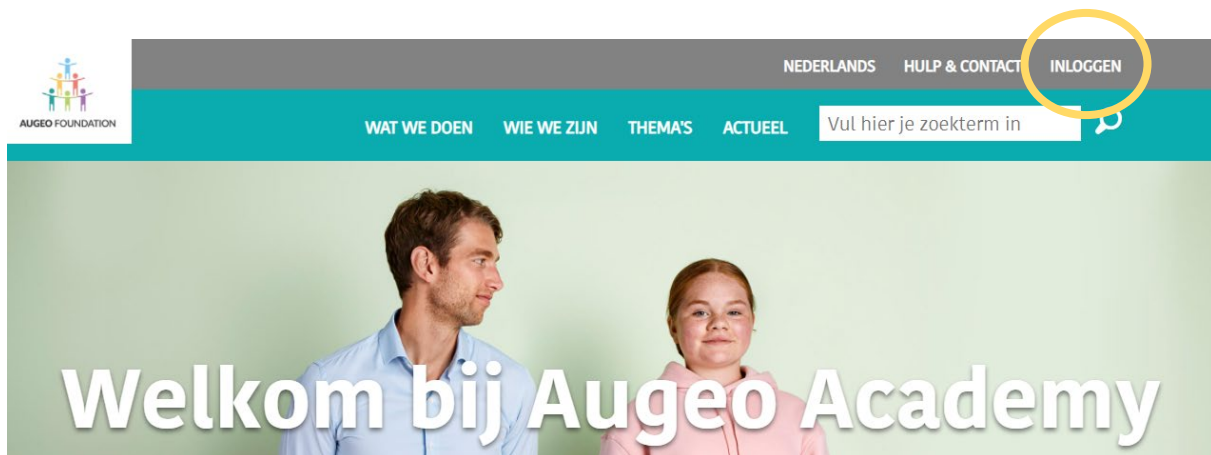 NEDERLANDS HULP & CONTACT INLOGGEN
AUGEO FOUNDATION
WAT WE DOEN WIE WE ZIJN THEMA'S ACTUEEL Vul hier je zoekterm in
Welkom bij Augeo Academy